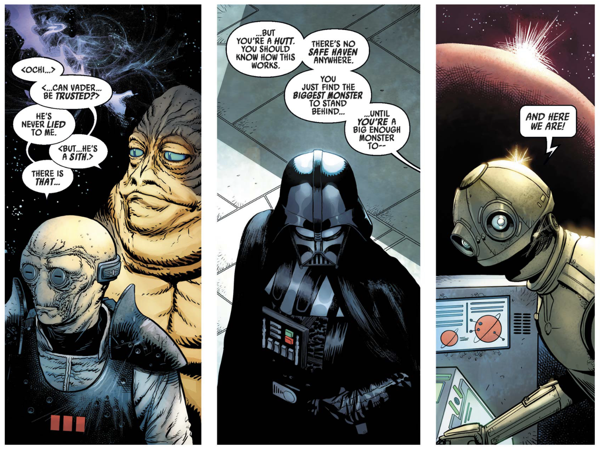 <OCHI...>
<...CAN VADER...
BE TRUSTED?>
HE'S
NEVER LIED
TO ME.
<BUT...HE'S
A SITH.>
THERE IS
THAT...
...BUT
YOU'RE A HUTT.
YOU SHOULD
KNOW HOW THIS
WORKS.
THERE'S NO
SAFE HAVEN
ANYWHERE.
YOU
JUST FIND THE
BIGGEST MONSTER
TO STAND
BEHIND...
...UNTIL
YOU'RE A
BIG ENOUGH
MONSTER
TO--
AND HERE
WE ARE!